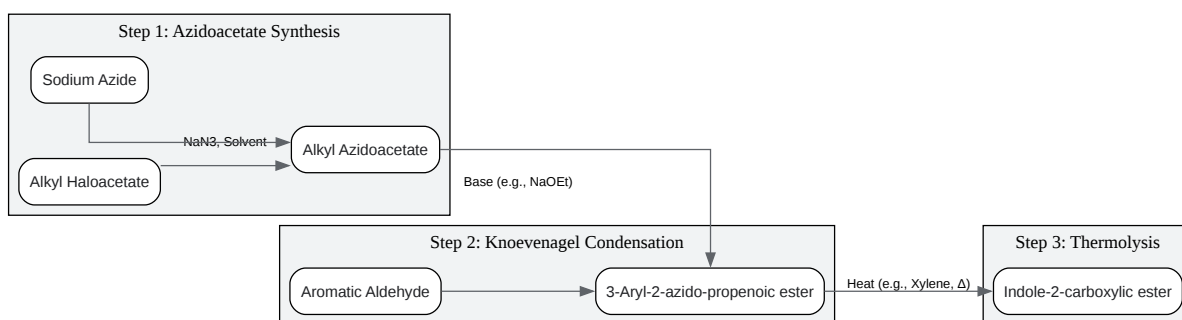 Step 1: Azidoacetate Synthesis
Sodium Azide
NaN3, Solvent
Alkyl Azidoacetate
Alkyl Haloacetate
Base (e.g., NaOEt)
Step 2: Knoevenagel Condensation
Aromatic Aldehyde
3-Aryl-2-azido-propenoic ester
Heat (e.g., Xylene, Δ)
Step 3: Thermolysis
Indole-2-carboxylic ester